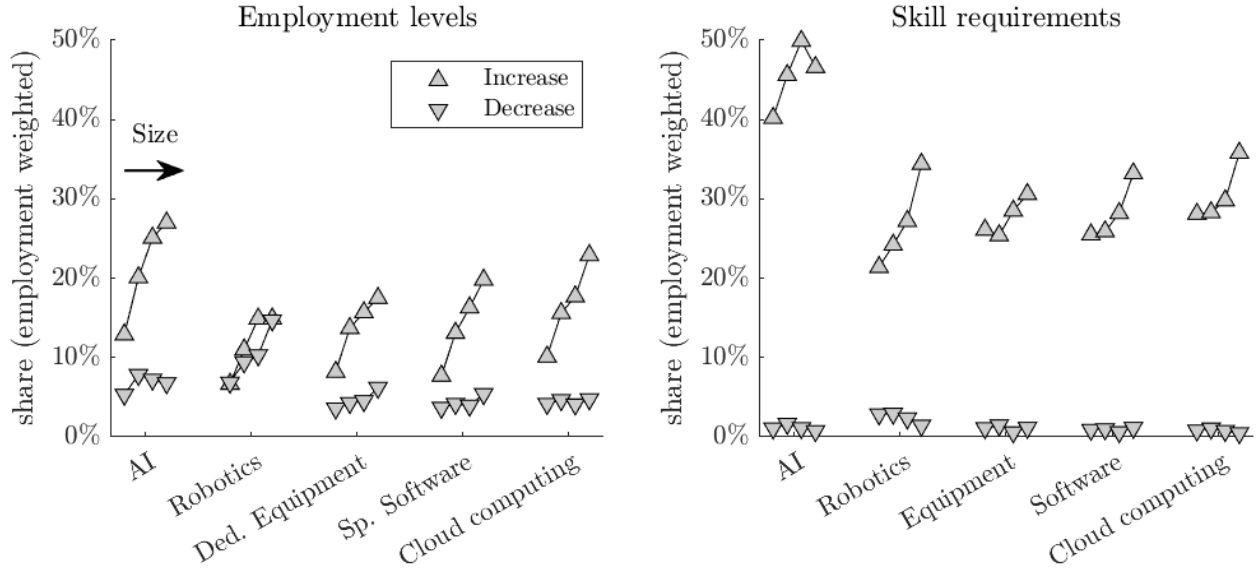 Employment levels
share (employment weighted)
50%
40%
30%
20%
10%
0%
Increase
Decrease
Size
AI
Robotics
Ded. Equipment
Sp. Software
Cloud computing
Skill requirements
share (employment weighted)
50%
40%
30%
20%
10%
0%
AI
Robotics
Equipment
Software
Cloud computing